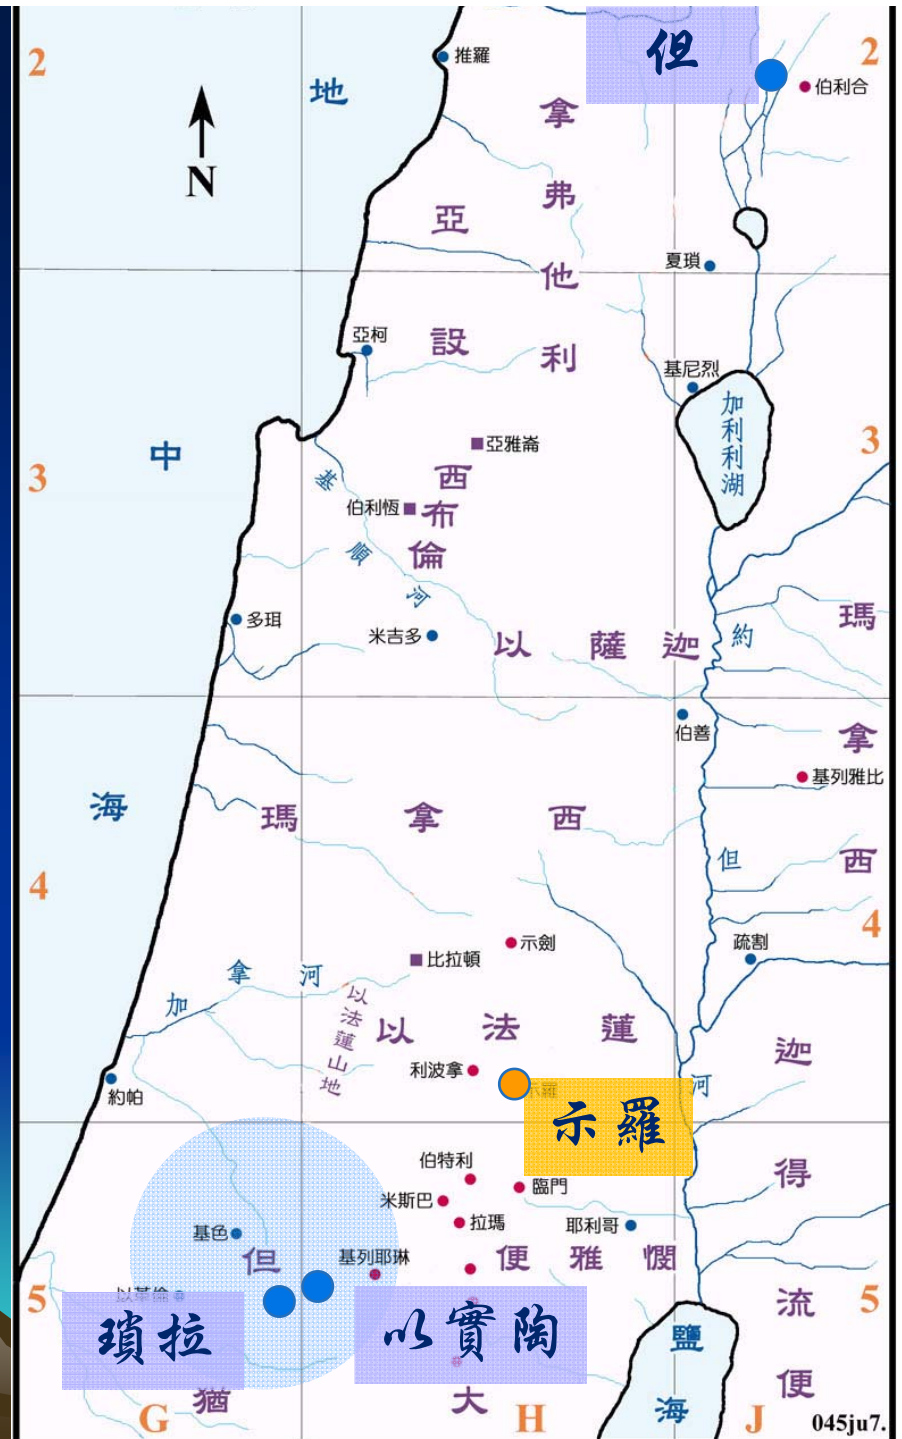 但
2
2
推羅
地
伯利合
拿弗他利
N
亞設
夏瑣
亞柯
基尼烈
加利利湖
3
3
中
亞雅崙
西布倫
伯利恆
基順河
多珥
米吉多
以薩迦
約但河
瑪拿西
伯善
基列雅比
海
瑪拿西
4
4
示劍
比拉頓
疏割
加拿河
以法蓮山地
以法蓮
迦得
利波拿
示羅
約帕
示羅
伯特利
臨門
米斯巴
拉瑪
耶利哥
基色
但
基列耶琳
便雅憫
5
5
以革倫
瑣拉
以實陶
流便
鹽海
猶大
G
H
J
045ju7.